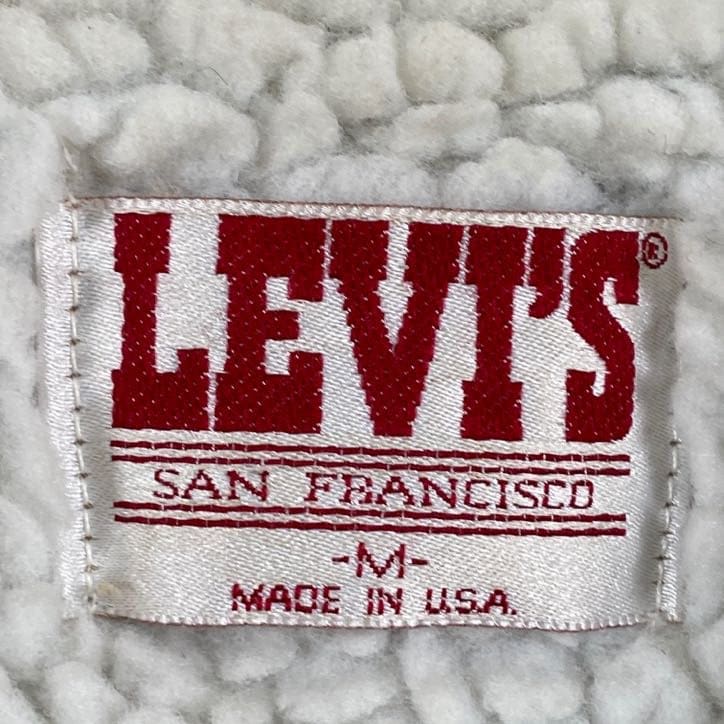 LEVI'S®
SAN FRANCISCO
-M-
MADE IN U.S.A.